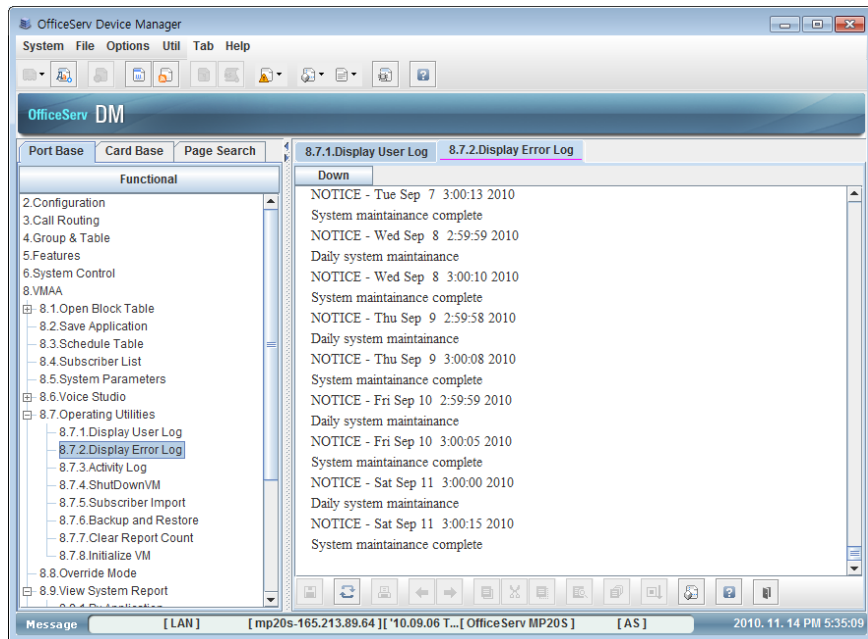 OfficeServ Device Manager
System File Options Util Tab Help
OfficeServ DM
Port Base Card Base Page Search
Functional
2.Configuration
3.Call Routing
4.Group & Table
5.Features
6.System Control
8.VMAA
8.1.Open Block Table
8.2.Save Application
8.3.Schedule Table
8.4.Subscriber List
8.5.System Parameters
8.6.Voice Studio
8.7.Operating Utilities
8.7.1.Display User Log
8.7.2.Display Error Log
8.7.3.Activity Log
8.7.4.ShutDownVM
8.7.5.Subscriber Import
8.7.6.Backup and Restore
8.7.7.Clear Report Count
8.7.8.Initialize VM
8.8.Override Mode
8.9.View System Report
8.7.1.Display User Log 8.7.2.Display Error Log
Down
NOTICE - Tue Sep 7 3:00:13 2010
System maintainance complete
NOTICE - Wed Sep 8 2:59:59 2010
Daily system maintainance
NOTICE - Wed Sep 8 3:00:10 2010
System maintainance complete
NOTICE - Thu Sep 9 2:59:58 2010
Daily system maintainance
NOTICE - Thu Sep 9 3:00:08 2010
System maintainance complete
NOTICE - Fri Sep 10 2:59:59 2010
Daily system maintainance
NOTICE - Fri Sep 10 3:00:05 2010
System maintainance complete
NOTICE - Sat Sep 11 3:00:00 2010
Daily system maintainance
NOTICE - Sat Sep 11 3:00:15 2010
System maintainance complete
Message [ LAN ] [ mp20s-165.213.89.64 ][ '10.09.06 T...[ OfficeServ MP20S ] [ AS ] 2010. 11. 14 PM 5:35:09